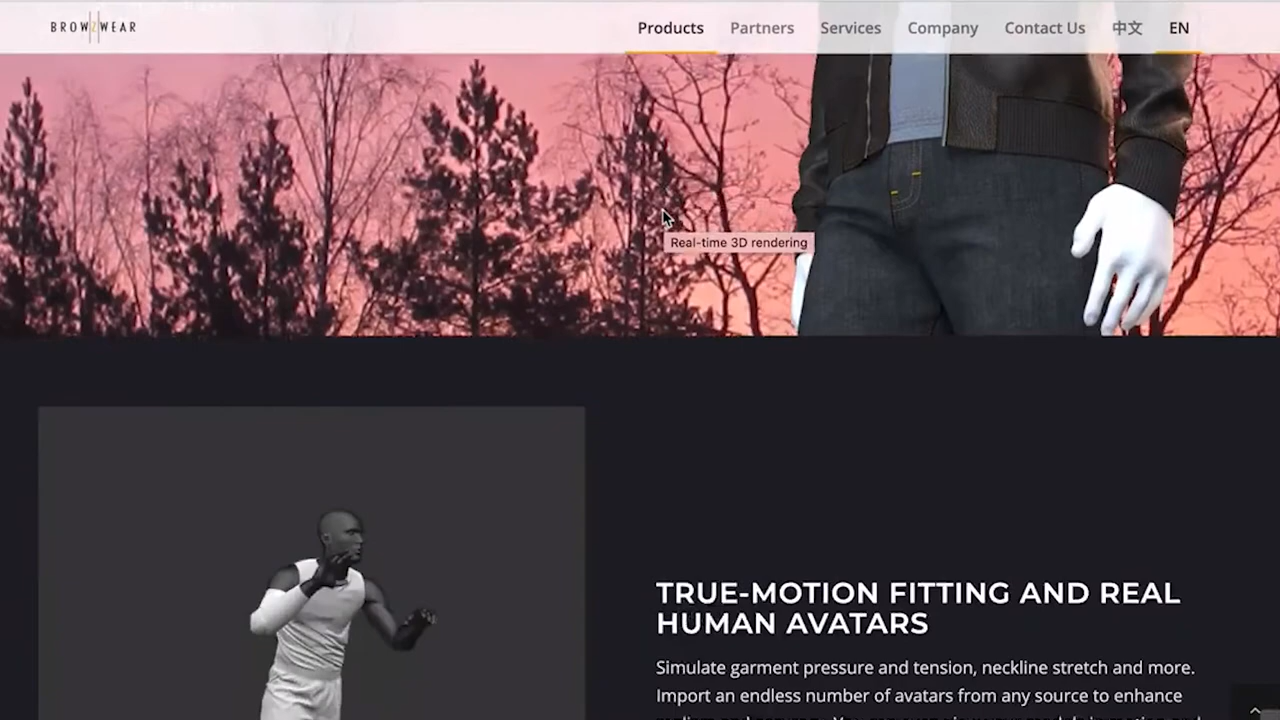 BROWZWEAR
Products Partners Services Company Contact Us 中文 EN
Real-time 3D rendering
TRUE-MOTION FITTING AND REAL
HUMAN AVATARS
Simulate garment pressure and tension, neckline stretch and more.
Import an endless number of avatars from any source to enhance